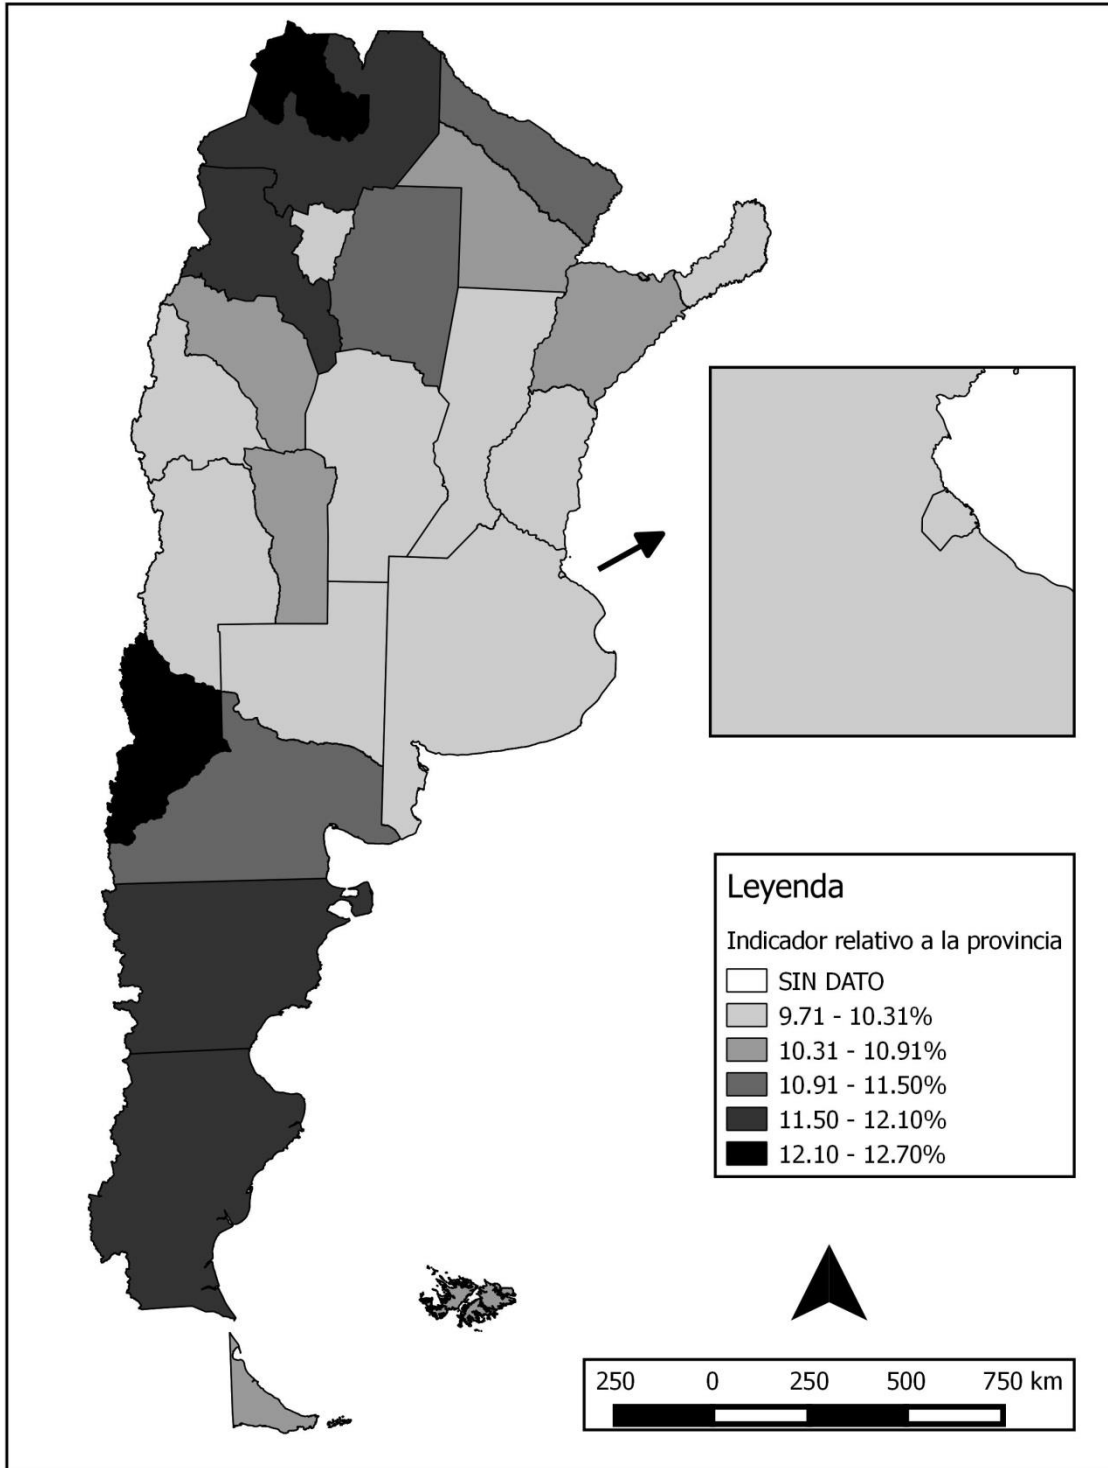 Leyenda
Indicador relativo a la provincia
SIN DATO
9.71 - 10.31%
10.31 - 10.91%
10.91 - 11.50%
11.50 - 12.10%
12.10 - 12.70%
250 0 250 500 750 km